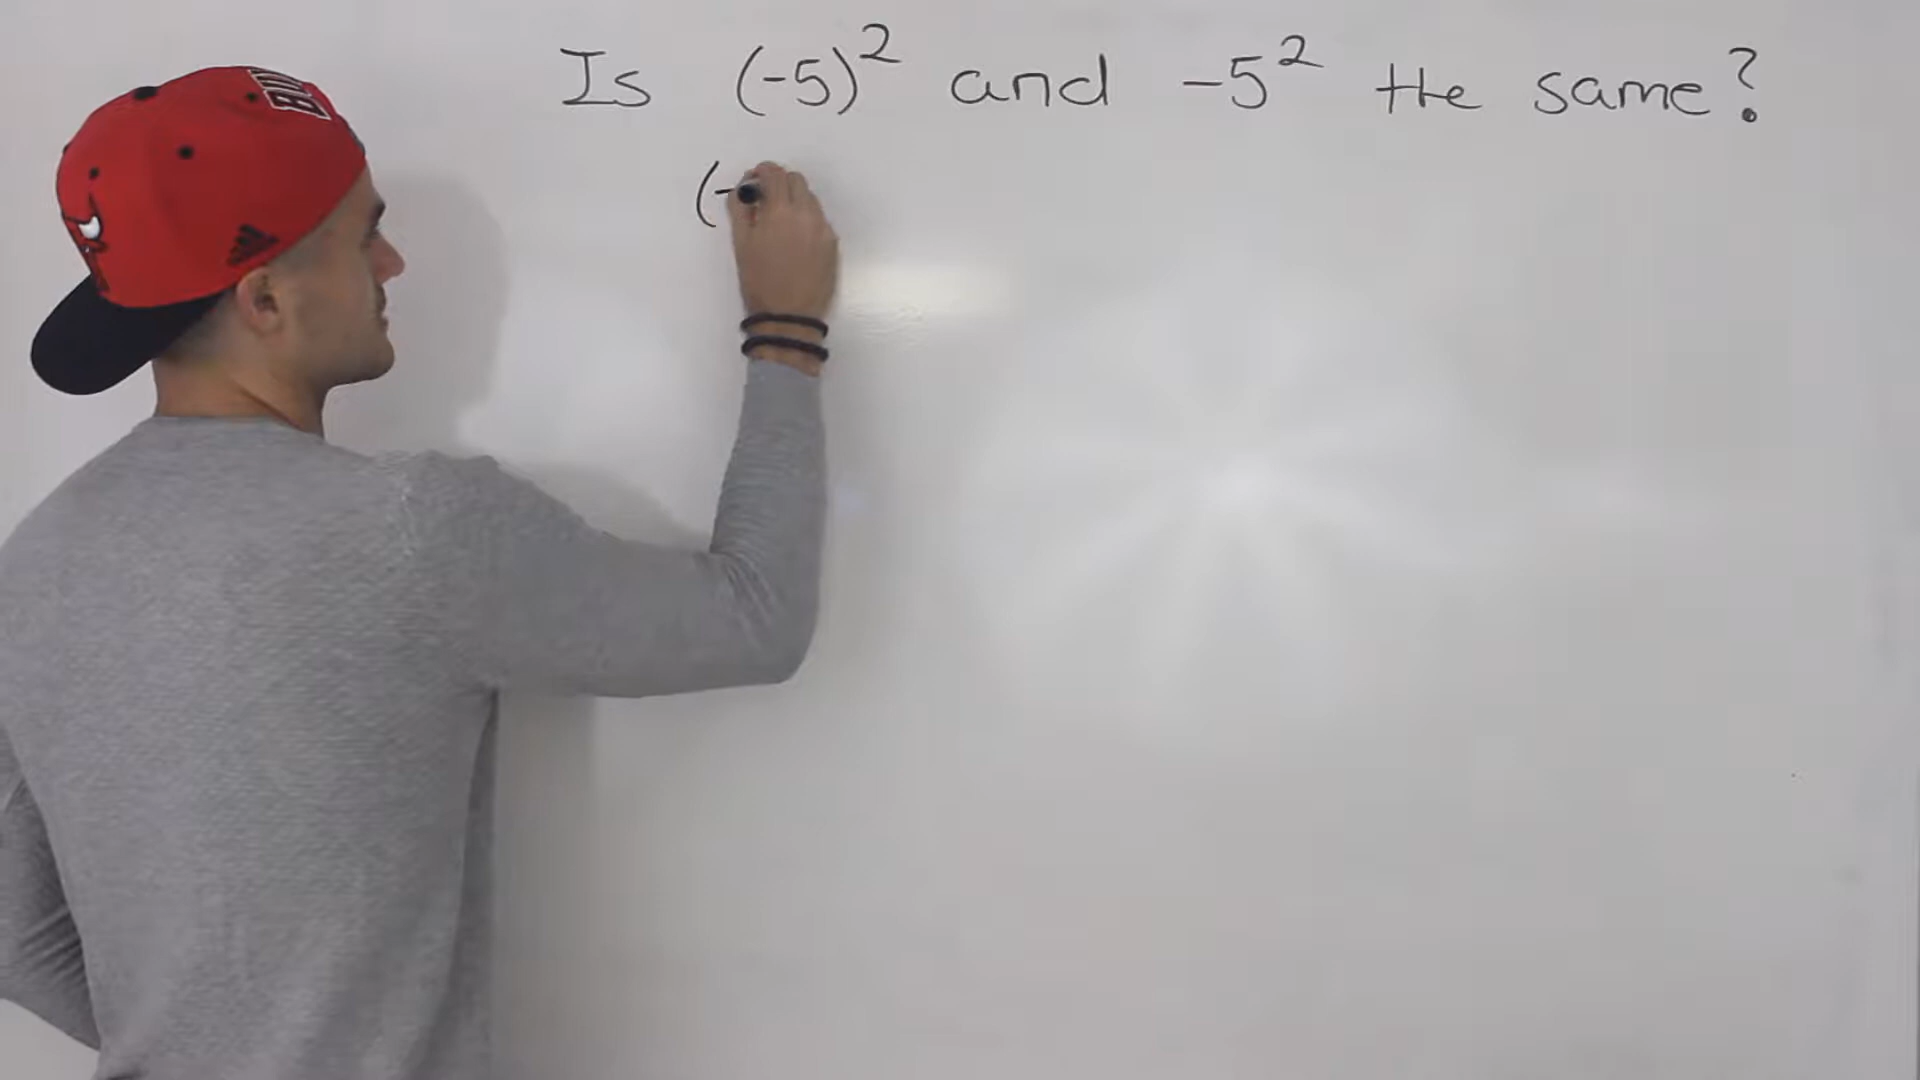 Is (-5)² and -5² the same?
(-